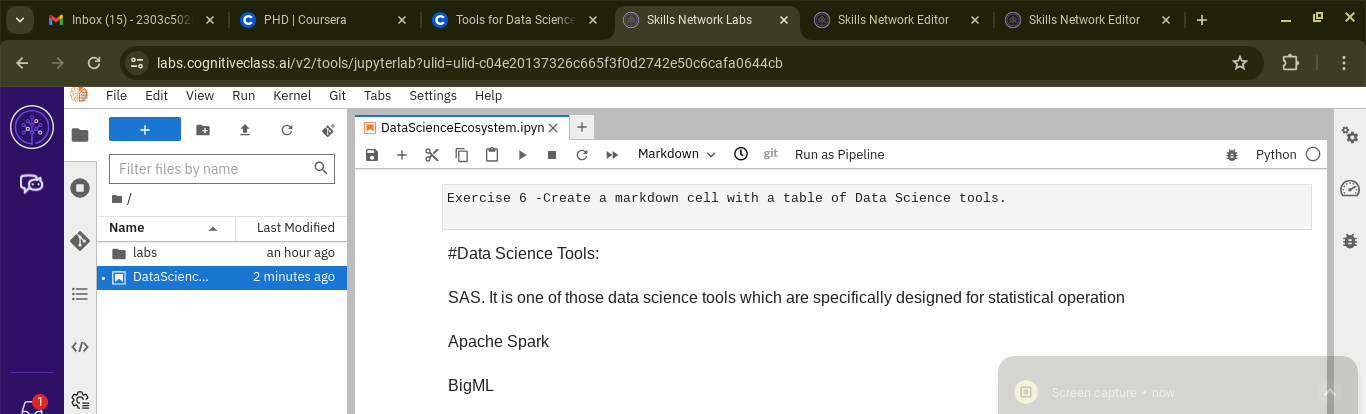 Inbox (15) - 2303c502
PHD | Coursera
Tools for Data Science
Skills Network Labs
Skills Network Editor
Skills Network Editor
labs.cognitiveclass.ai/v2/tools/jupyterlab?ulid=ulid-c04e20137326c665f3f0d2742e50c6cafa0644cb
File Edit View Run Kernel Git Tabs Settings Help
DataScienceEcosystem.ipyn
Markdown
git
Run as Pipeline
Python
Filter files by name
/
Name Last Modified
labs an hour ago
DataScienc... 2 minutes ago
Exercise 6 -Create a markdown cell with a table of Data Science tools.
#Data Science Tools:
SAS. It is one of those data science tools which are specifically designed for statistical operation
Apache Spark
BigML
1
Screen capture • now